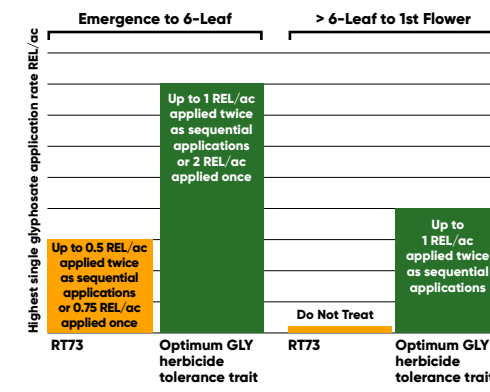 Emergence to 6-Leaf
> 6-Leaf to 1st Flower
Highest single glyphosate application rate REL/ac
Up to 1 REL/ac
applied twice
as sequential
applications
or 2 REL/ac
applied once
Up to 0.5 REL/ac
applied twice
as sequential
applications
or 0.75 REL/ac
applied once
Do Not Treat
Up to
1 REL/ac
applied twice
as sequential
applications
RT73
Optimum GLY
herbicide
tolerance trait
RT73
Optimum GLY
herbicide
tolerance trait